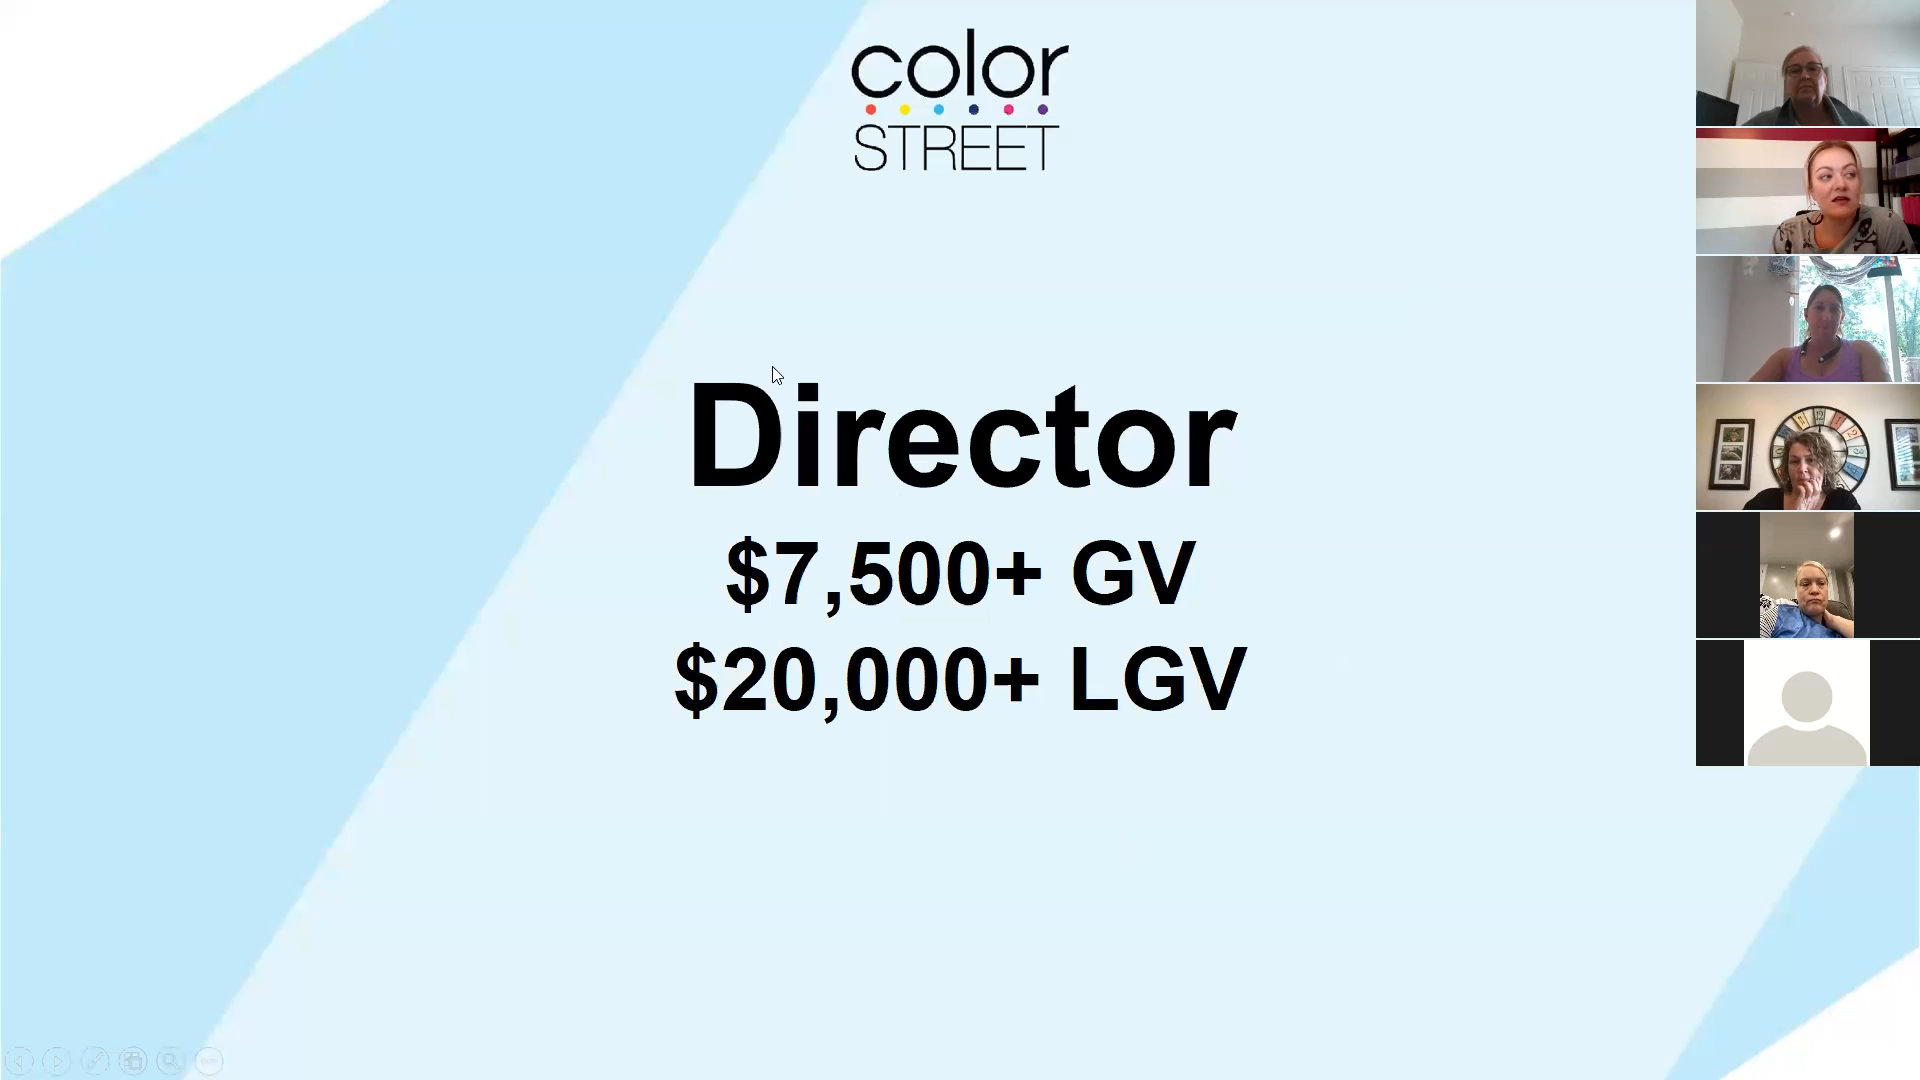 color
STREET
Director
$7,500+ GV
$20,000+ LGV